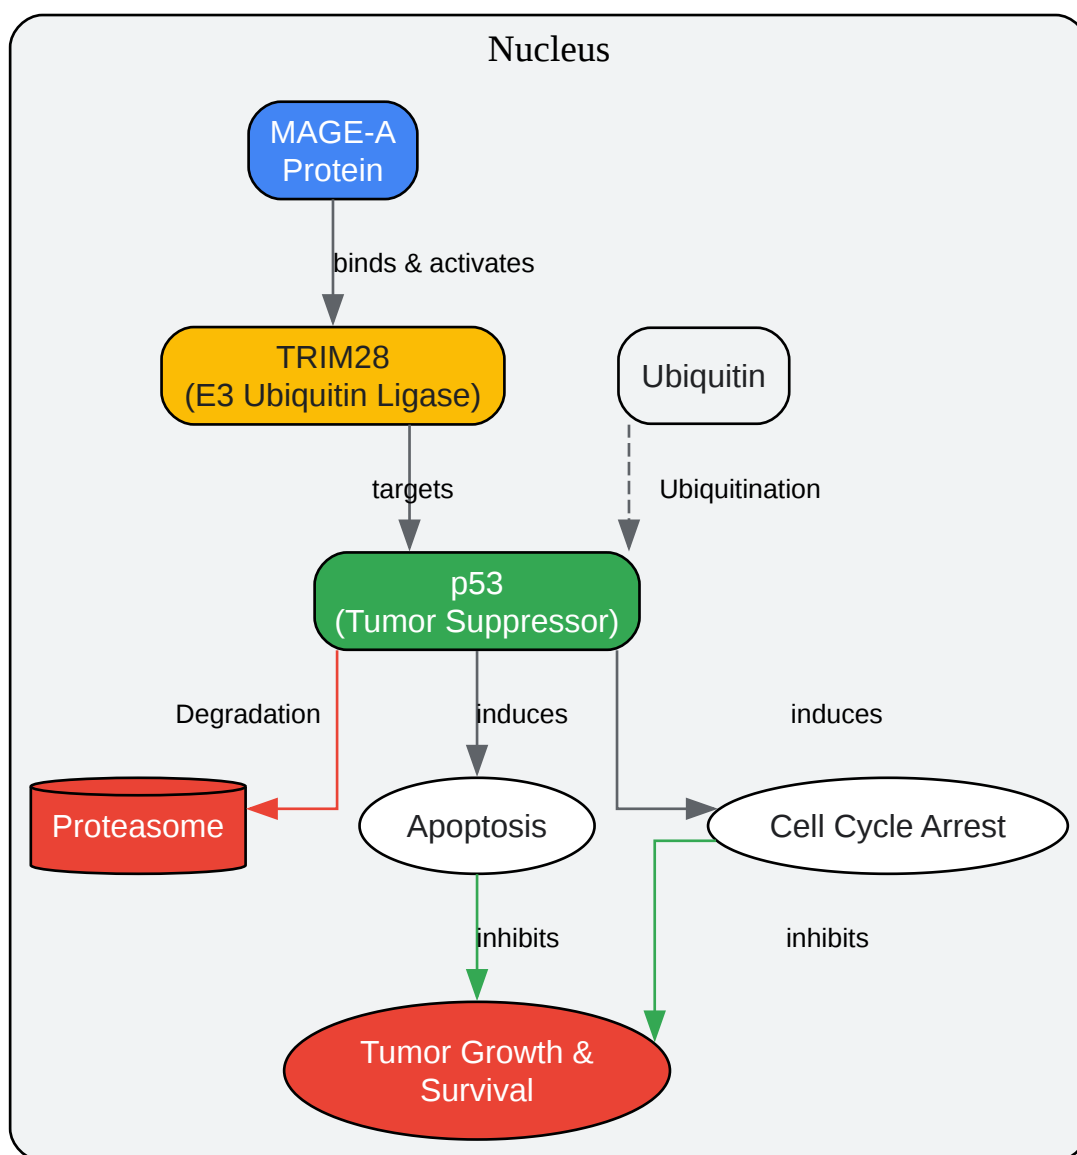 Nucleus
MAGE-A
Protein
binds & activates
TRIM28
(E3 Ubiquitin Ligase)
Ubiquitin
targets
Ubiquitination
p53
(Tumor Suppressor)
Degradation
induces
induces
Proteasome
Apoptosis
Cell Cycle Arrest
inhibits
inhibits
Tumor Growth &
Survival